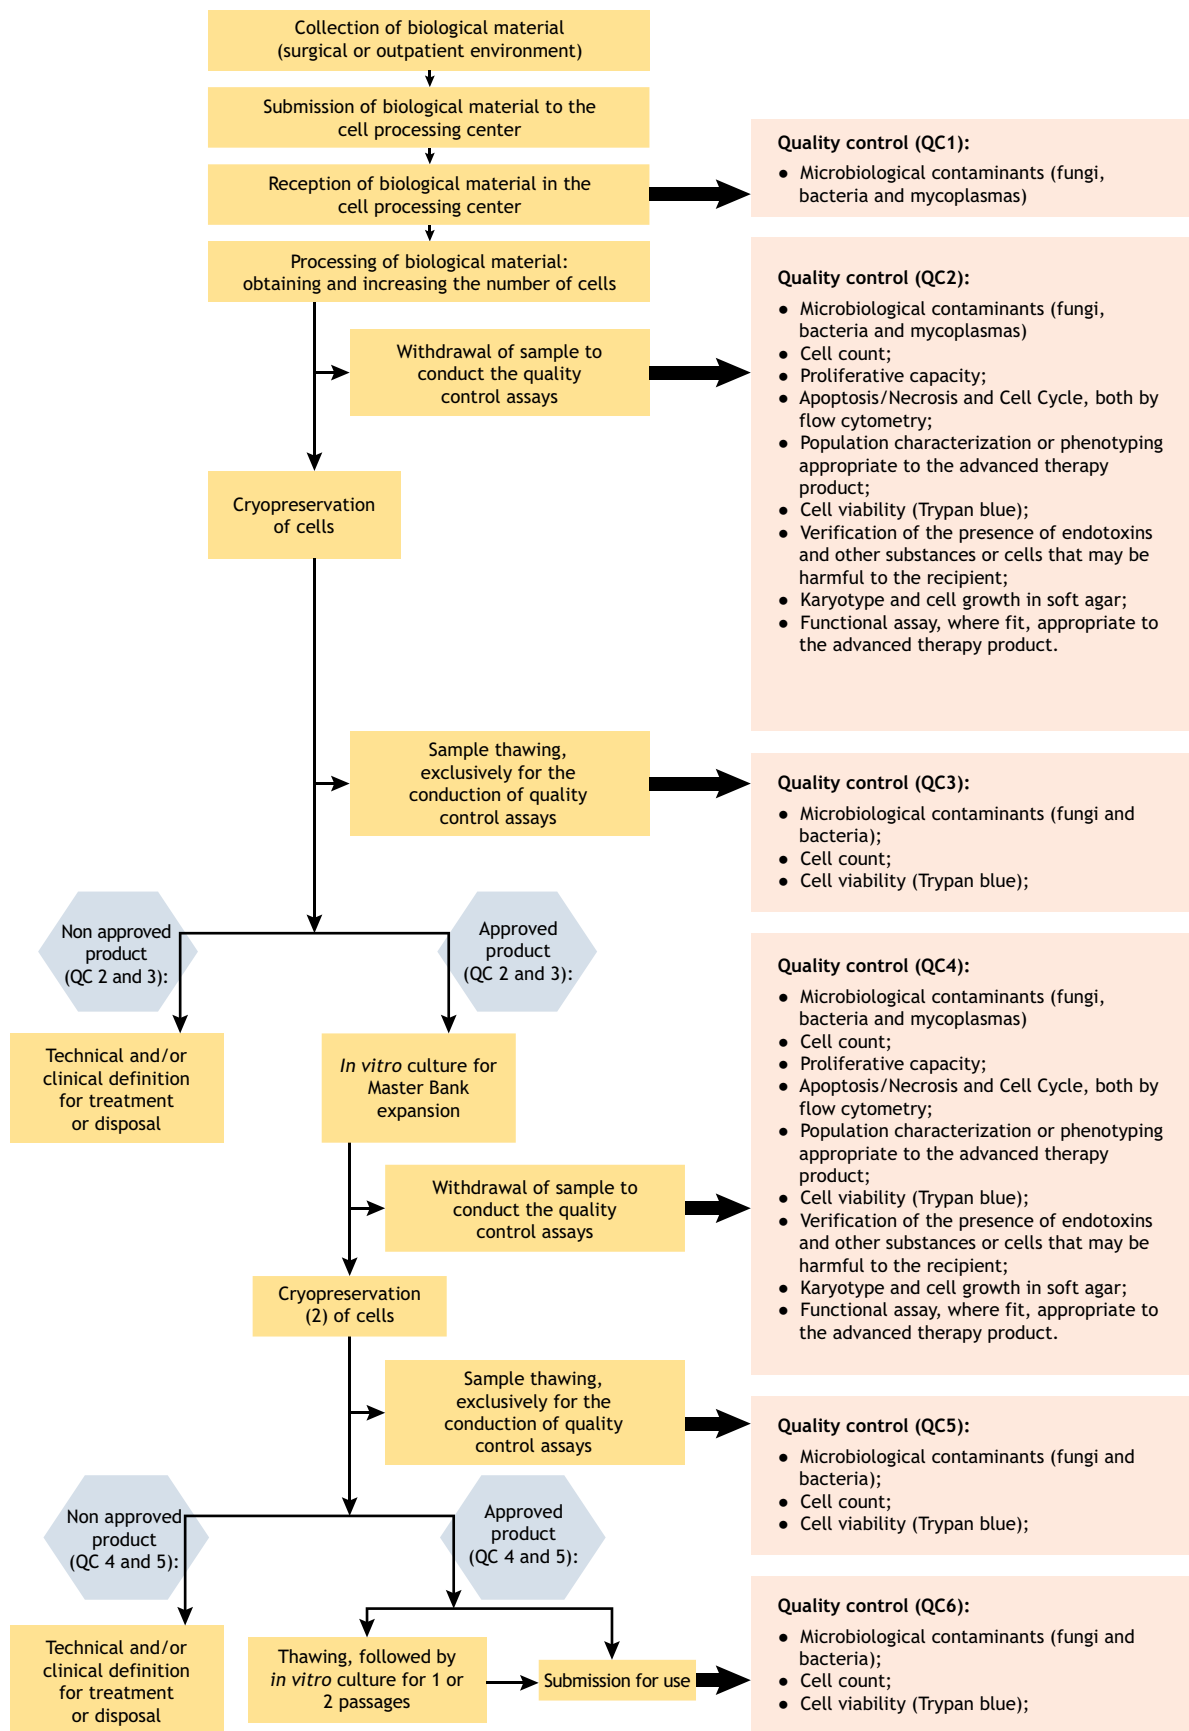 Collection of biological material
(surgical or outpatient environment)
Submission of biological material to the
cell processing center
Reception of biological material in the
cell processing center
Quality control (QC1):
● Microbiological contaminants (fungi,
bacteria and mycoplasmas)
Processing of biological material:
obtaining and increasing the number of cells
Withdrawal of sample to
conduct the quality
control assays
Quality control (QC2):
● Microbiological contaminants (fungi,
bacteria and mycoplasmas)
● Cell count;
● Proliferative capacity;
● Apoptosis/Necrosis and Cell Cycle, both by
flow cytometry;
● Population characterization or phenotyping
appropriate to the advanced therapy
product;
● Cell viability (Trypan blue);
● Verification of the presence of endotoxins
and other substances or cells that may be
harmful to the recipient;
● Karyotype and cell growth in soft agar;
● Functional assay, where fit, appropriate to
the advanced therapy product.
Cryopreservation
of cells
Sample thawing,
exclusively for the
conduction of quality
control assays
Quality control (QC3):
● Microbiological contaminants (fungi and
bacteria);
● Cell count;
● Cell viability (Trypan blue);
Non approved
product
(QC 2 and 3):
Approved
product
(QC 2 and 3):
Technical and/or
clinical definition
for treatment
or disposal
In vitro culture for
Master Bank
expansion
Withdrawal of sample to
conduct the quality
control assays
Quality control (QC4):
● Microbiological contaminants (fungi,
bacteria and mycoplasmas)
● Cell count;
● Proliferative capacity;
● Apoptosis/Necrosis and Cell Cycle, both by
flow cytometry;
● Population characterization or phenotyping
appropriate to the advanced therapy
product;
● Cell viability (Trypan blue);
● Verification of the presence of endotoxins
and other substances or cells that may be
harmful to the recipient;
● Karyotype and cell growth in soft agar;
● Functional assay, where fit, appropriate to
the advanced therapy product.
Cryopreservation
(2) of cells
Sample thawing,
exclusively for the
conduction of quality
control assays
Quality control (QC5):
● Microbiological contaminants (fungi and
bacteria);
● Cell count;
● Cell viability (Trypan blue);
Non approved
product
(QC 4 and 5):
Approved
product
(QC 4 and 5):
Technical and/or
clinical definition
for treatment
or disposal
Thawing, followed by
in vitro culture for 1 or
2 passages
Submission for use
Quality control (QC6):
● Microbiological contaminants (fungi and
bacteria);
● Cell count;
● Cell viability (Trypan blue);